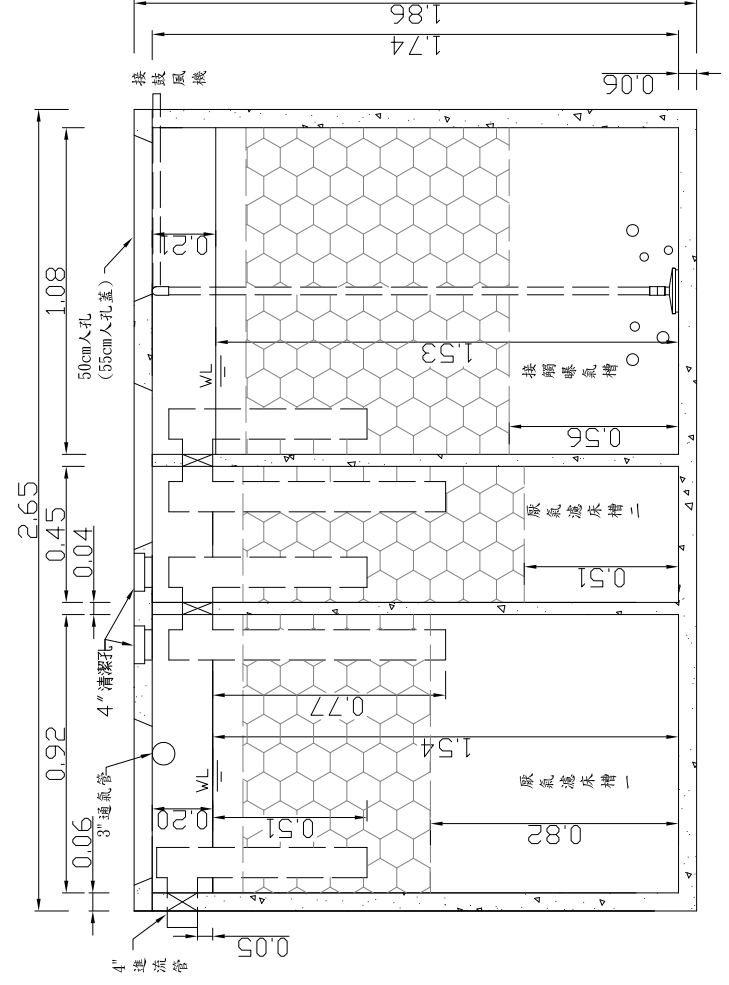 1.86
1.74
0.06
接鼓風機
2.65
1.08
0.45
0.04
0.92
0.06
50cm人孔
(55cm人孔蓋)
4"清潔孔
3"通氣管
4"進流管
0.05
0.21
WL
1.53
接觸曝氣槽
0.56
厭氣濾床槽二
0.51
0.77
1.54
WL
0.20
0.51
厭氣濾床槽一
0.82